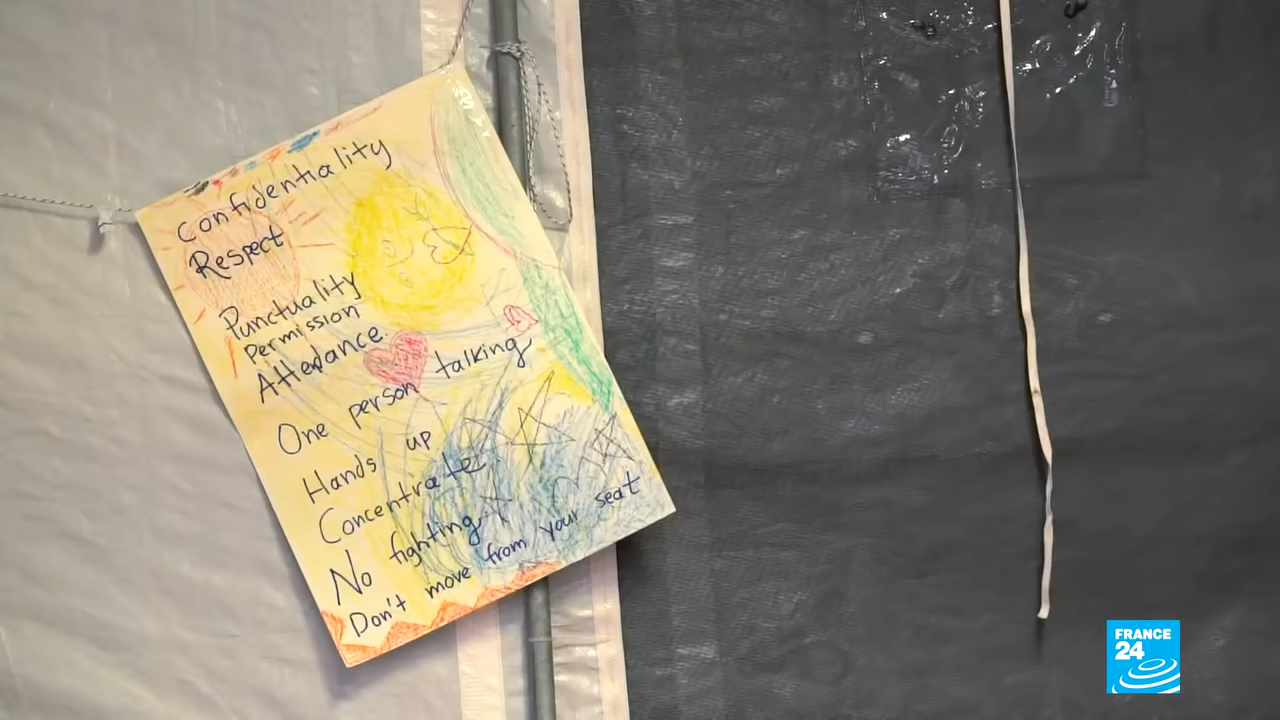 Confidentiality
Respect
Punctuality
Permission
Attedance.
One person talking
Hands up
Concentrate.
No fighting
Don't move from your seat
FRANCE
24